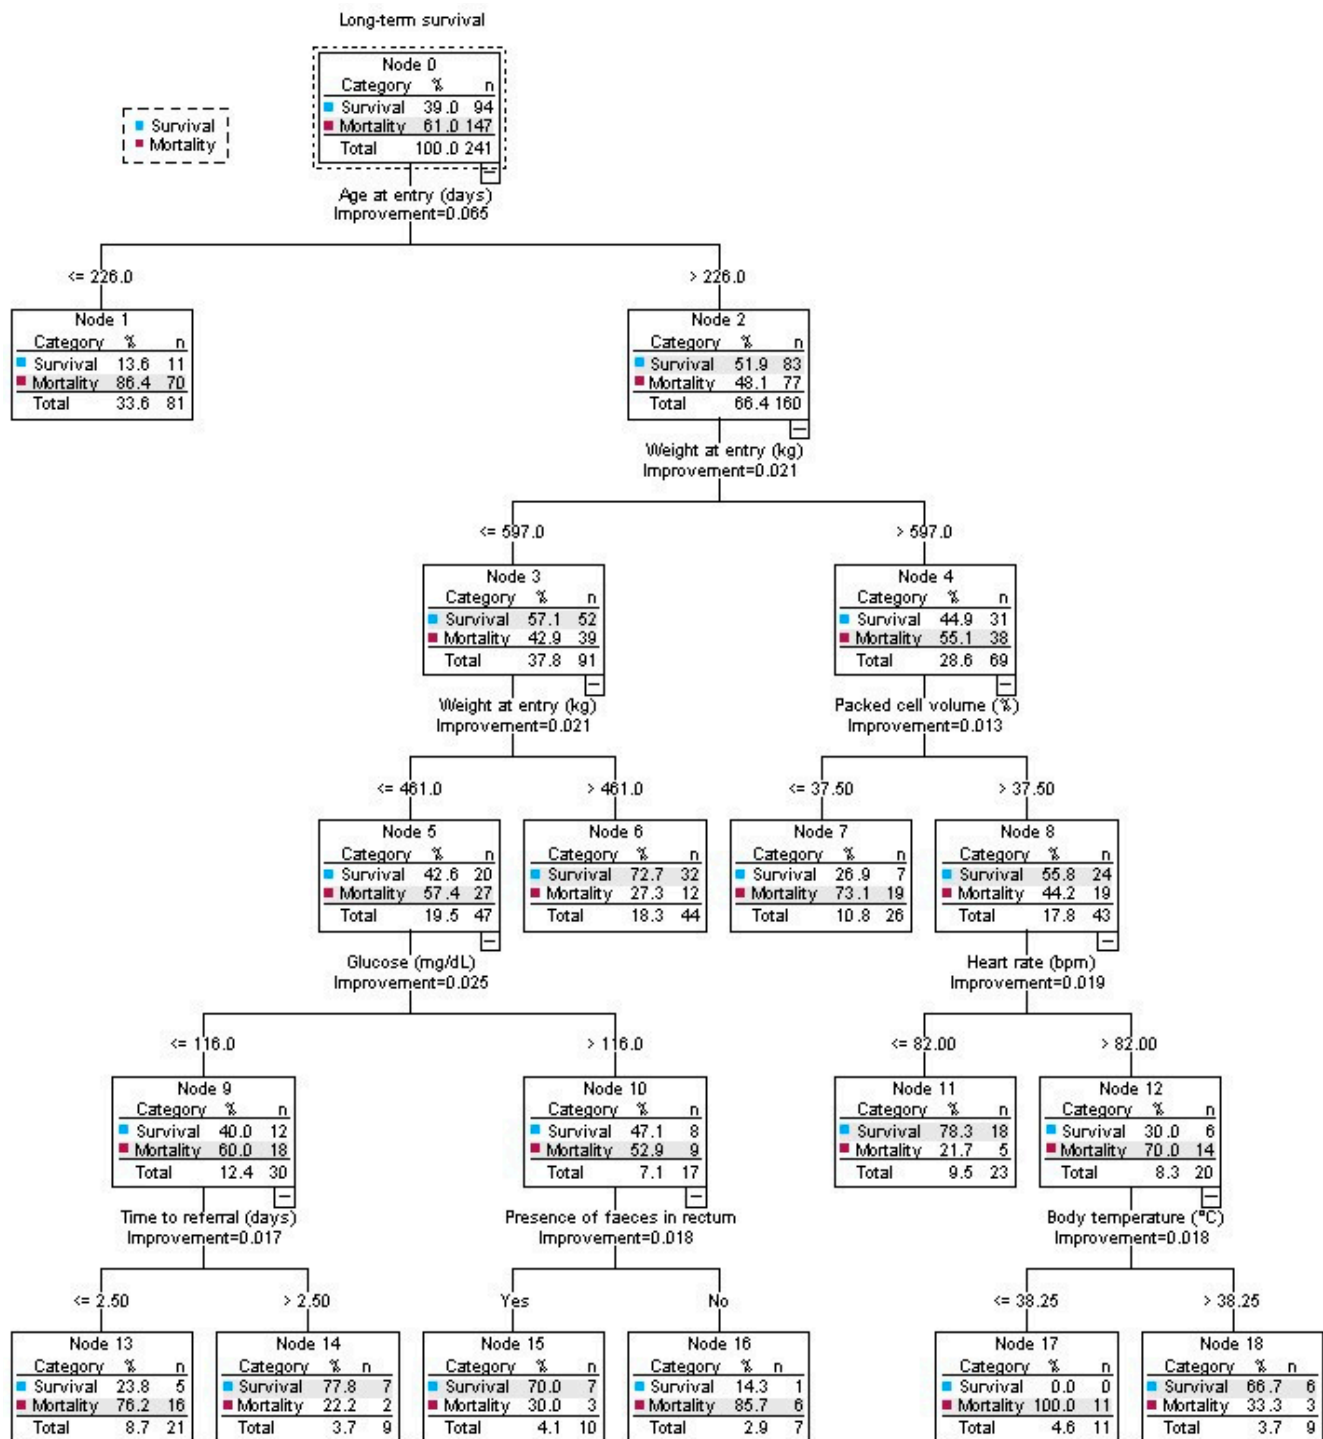 Long-term survival
Survival
Mortality
Node 0
Category % n
Survival 39.0 94
Mortality 61.0 147
Total 100.0 241
Age at entry (days)
Improvement=0.065
<= 226.0
> 226.0
Node 1
Category % n
Survival 13.6 11
Mortality 86.4 70
Total 33.6 81
Node 2
Category % n
Survival 51.9 83
Mortality 48.1 77
Total 66.4 160
Weight at entry (kg)
Improvement=0.021
<= 597.0
> 597.0
Node 3
Category % n
Survival 57.1 52
Mortality 42.9 39
Total 37.8 91
Weight at entry (kg)
Improvement=0.021
Node 4
Category % n
Survival 44.9 31
Mortality 55.1 38
Total 28.6 69
Packed cell volume (%)
Improvement=0.013
<= 461.0
> 461.0
<= 37.50
> 37.50
Node 5
Category % n
Survival 42.6 20
Mortality 57.4 27
Total 19.5 47
Glucose (mg/dL)
Improvement=0.025
Node 6
Category % n
Survival 72.7 32
Mortality 27.3 12
Total 18.3 44
Node 7
Category % n
Survival 26.9 7
Mortality 73.1 19
Total 10.8 26
Node 8
Category % n
Survival 55.8 24
Mortality 44.2 19
Total 17.8 43
Heart rate (bpm)
Improvement=0.019
<= 116.0
> 116.0
<= 82.00
> 82.00
Node 9
Category % n
Survival 40.0 12
Mortality 60.0 18
Total 12.4 30
Time to referral (days)
Improvement=0.017
Node 10
Category % n
Survival 47.1 8
Mortality 52.9 9
Total 7.1 17
Presence of faeces in rectum
Improvement=0.018
Node 11
Category % n
Survival 78.3 18
Mortality 21.7 5
Total 9.5 23
Node 12
Category % n
Survival 30.0 6
Mortality 70.0 14
Total 8.3 20
Body temperature (°C)
Improvement=0.018
<= 2.50
> 2.50
Yes
No
<= 38.25
> 38.25
Node 13
Category % n
Survival 23.8 5
Mortality 76.2 16
Total 8.7 21
Node 14
Category % n
Survival 77.8 7
Mortality 22.2 2
Total 3.7 9
Node 15
Category % n
Survival 70.0 7
Mortality 30.0 3
Total 4.1 10
Node 16
Category % n
Survival 14.3 1
Mortality 85.7 6
Total 2.9 7
Node 17
Category % n
Survival 0.0 0
Mortality 100.0 11
Total 4.6 11
Node 18
Category % n
Survival 66.7 6
Mortality 33.3 3
Total 3.7 9